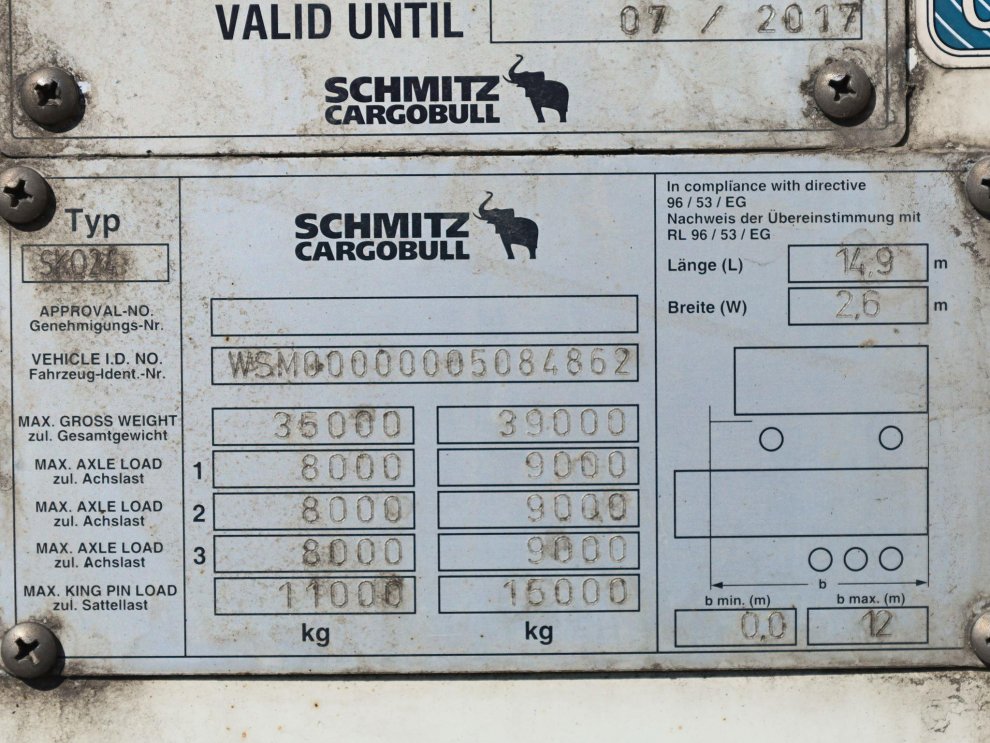 VALID UNTIL 07 / 2017
SCHMITZ
CARGOBULL
Typ
SKO24
APPROVAL-NO.
Genehmigungs-Nr.
VEHICLE I.D. NO.
Fahrzeug-Ident.-Nr.
WSM00000005084862
MAX. GROSS WEIGHT
zul. Gesamtgewicht
35000 39000
MAX. AXLE LOAD
zul. Achslast
1 8000 9000
MAX. AXLE LOAD
zul. Achslast
2 8000 9000
MAX. AXLE LOAD
zul. Achslast
3 8000 9000
MAX. KING PIN LOAD
zul. Sattellast
11000 15000
kg kg
SCHMITZ
CARGOBULL
In compliance with directive
96 / 53 / EG
Nachweis der Übereinstimmung mit
RL 96 / 53 / EG
Länge (L) 14,9 m
Breite (W) 2,6 m
b
b min. (m) b max. (m)
0,0 12